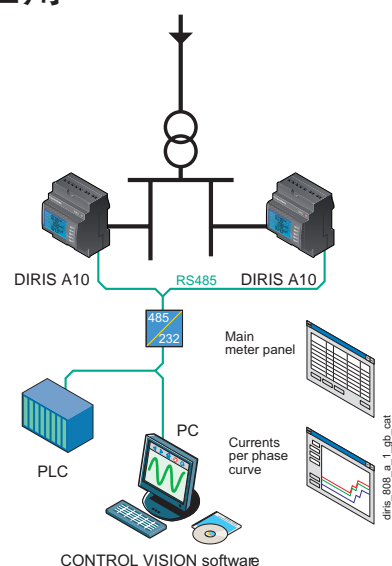 DIRIS A10
RS485
DIRIS A10
485
232
Main
meter panel
PLC
PC
Currents
per phase
curve
CONTROL VISION software
diris_808_a_1_gb_cat